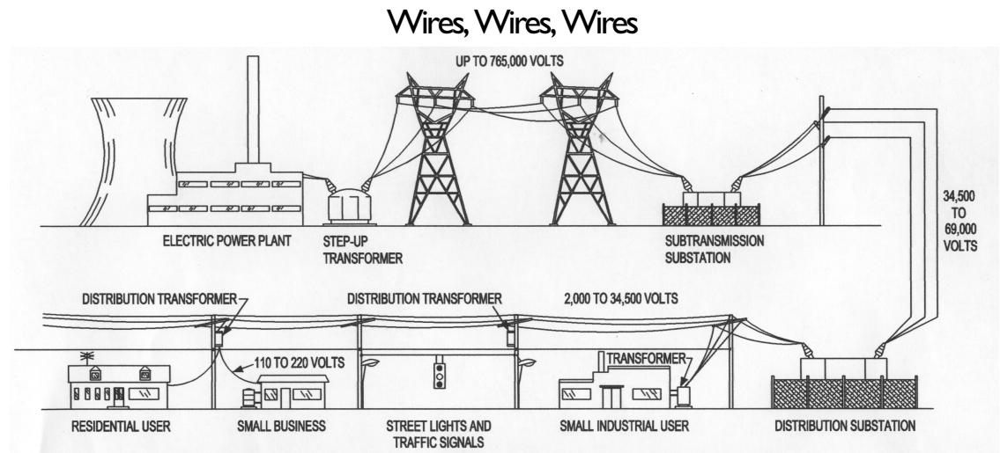 Wires, Wires, Wires
UP TO 765,000 VOLTS
34,500
TO
69,000
VOLTS
ELECTRIC POWER PLANT
STEP-UP
TRANSFORMER
SUBTRANSMISSION
SUBSTATION
DISTRIBUTION TRANSFORMER
DISTRIBUTION TRANSFORMER
2,000 TO 34,500 VOLTS
110 TO 220 VOLTS
TRANSFORMER
RESIDENTIAL USER
SMALL BUSINESS
STREET LIGHTS AND
TRAFFIC SIGNALS
SMALL INDUSTRIAL USER
DISTRIBUTION SUBSTATION